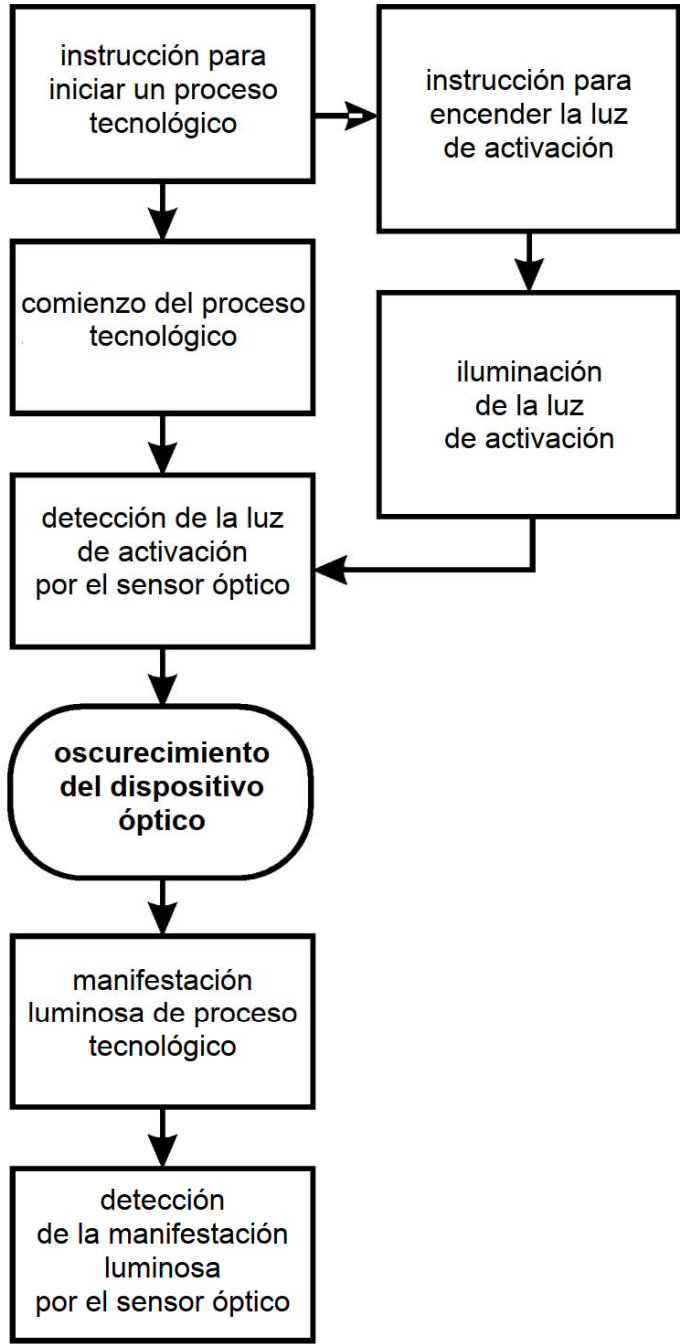 instrucción para
iniciar un proceso
tecnológico
instrucción para
encender la luz
de activación
comienzo del proceso
tecnológico
iluminación
de la luz
de activación
detección de la luz
de activación
por el sensor óptico
oscurecimiento
del dispositivo
óptico
manifestación
luminosa de proceso
tecnológico
detección
de la manifestación
luminosa
por el sensor óptico